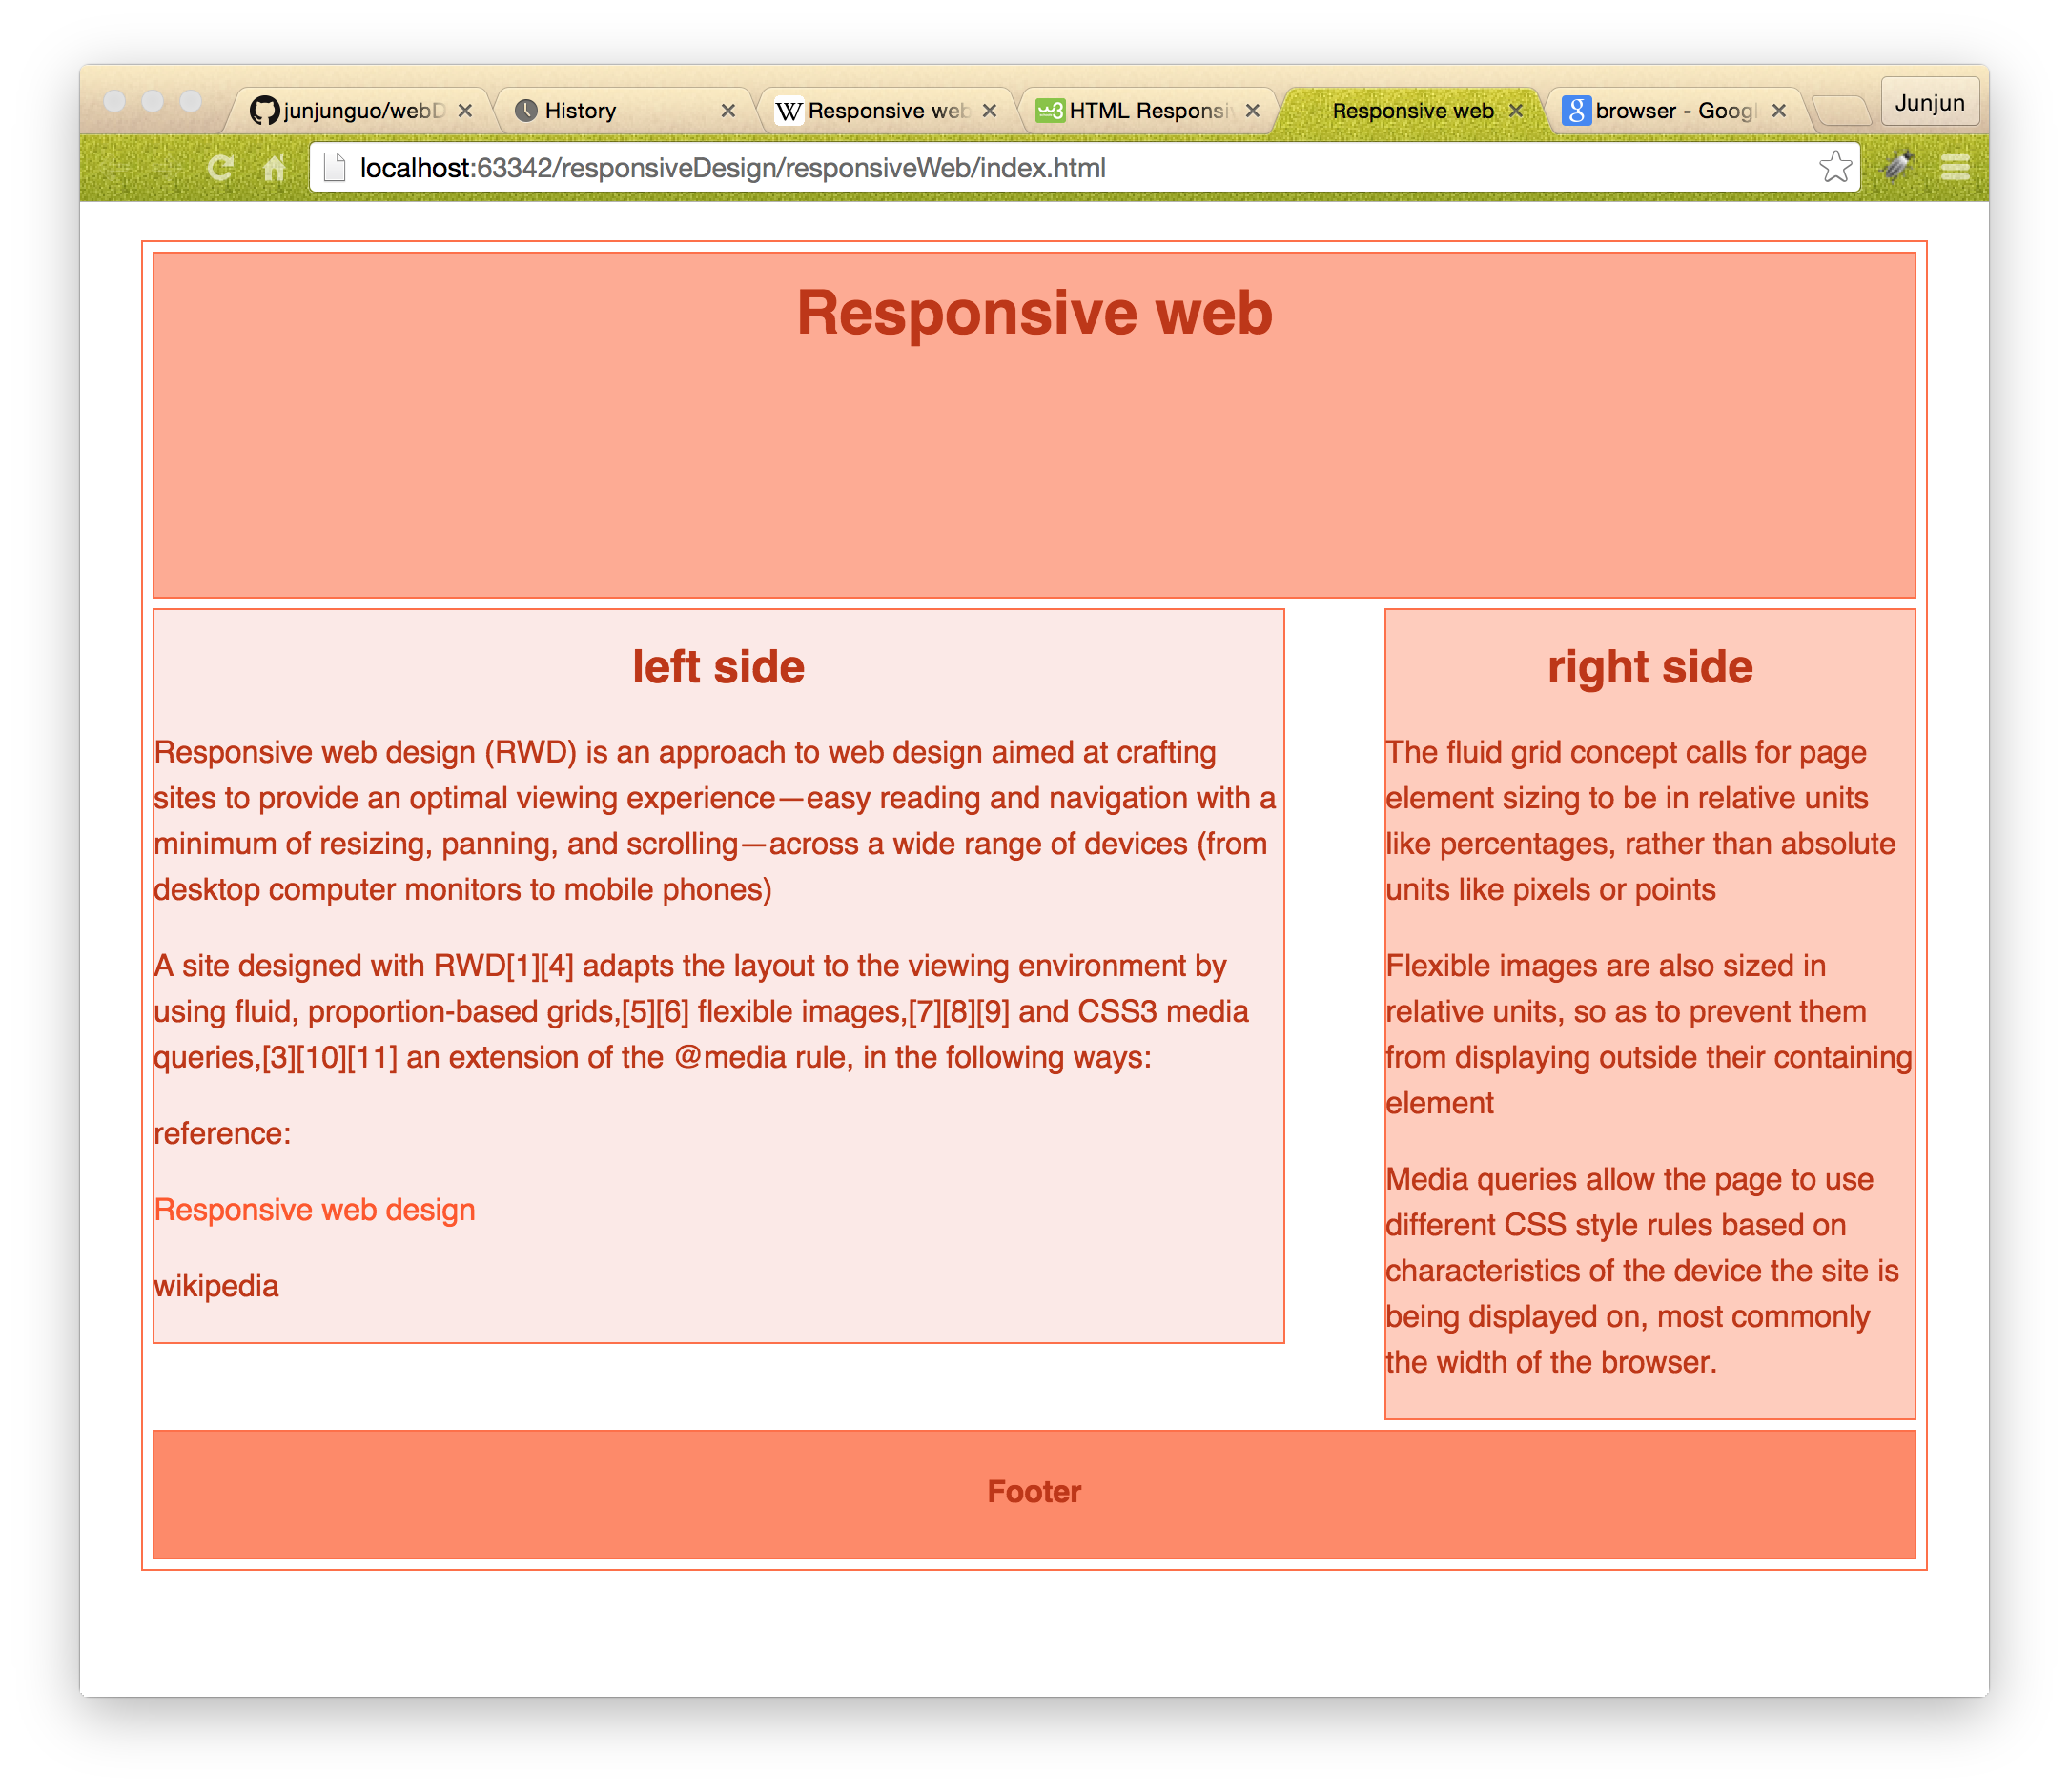 junjunguo/webD
History
Responsive web
HTML Responsiv
Responsive web
browser - Googl
Junjun
localhost:63342/responsiveDesign/responsiveWeb/index.html
Responsive web
left side
Responsive web design (RWD) is an approach to web design aimed at crafting
sites to provide an optimal viewing experience—easy reading and navigation with a
minimum of resizing, panning, and scrolling—across a wide range of devices (from
desktop computer monitors to mobile phones)
A site designed with RWD[1][4] adapts the layout to the viewing environment by
using fluid, proportion-based grids,[5][6] flexible images,[7][8][9] and CSS3 media
queries,[3][10][11] an extension of the @media rule, in the following ways:
reference:
Responsive web design
wikipedia
right side
The fluid grid concept calls for page
element sizing to be in relative units
like percentages, rather than absolute
units like pixels or points
Flexible images are also sized in
relative units, so as to prevent them
from displaying outside their containing
element
Media queries allow the page to use
different CSS style rules based on
characteristics of the device the site is
being displayed on, most commonly
the width of the browser.
Footer